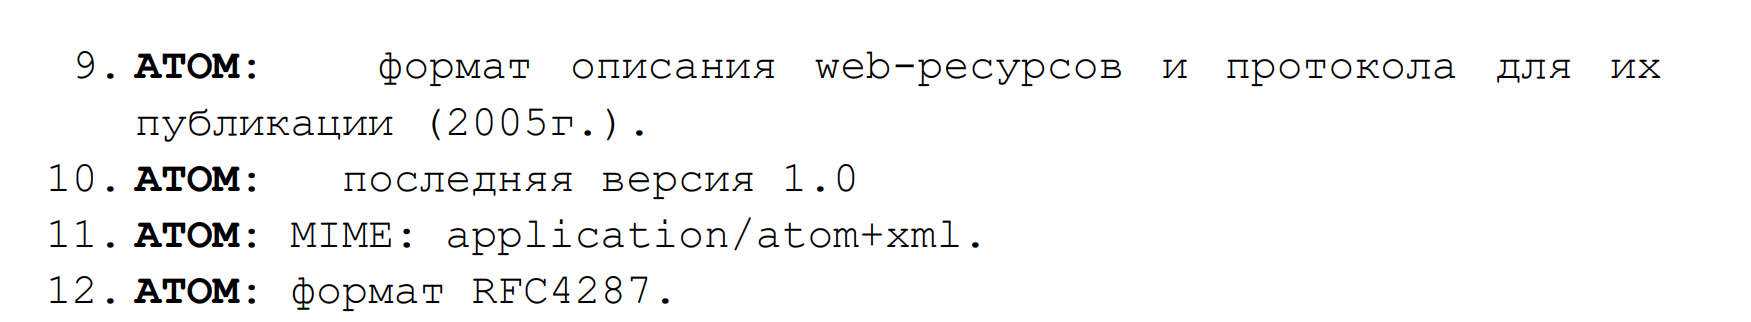 9. ATOM: формат описания web-ресурсов и протокола для их
публикации (2005г.).
10. ATOM: последняя версия 1.0
11. ATOM: MIME: application/atom+xml.
12. ATOM: формат RFC4287.